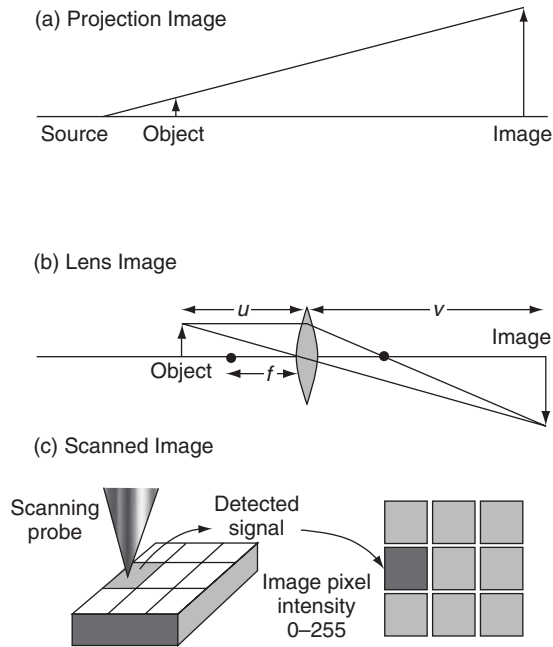 (a) Projection Image
Source
Object
Image
(b) Lens Image
u
v
Image
Object
f
(c) Scanned Image
Scanning
probe
Detected
signal
Image pixel
intensity
0–255